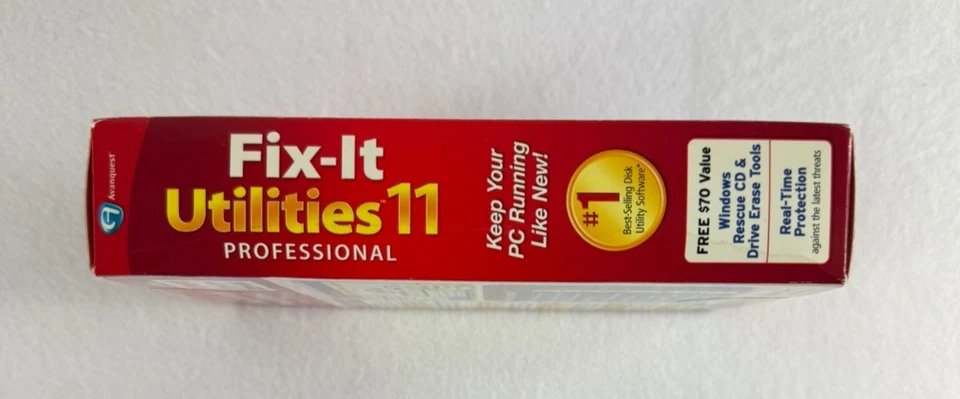 Avanquest
Fix-It
Utilities™ 11
PROFESSIONAL
Keep Your
PC Running
Like New!
#1
Best-Selling Disk
Utility Software*
FREE $70 Value
Windows
Rescue CD &
Drive Erase Tools
Real-Time
Protection
against the latest threats